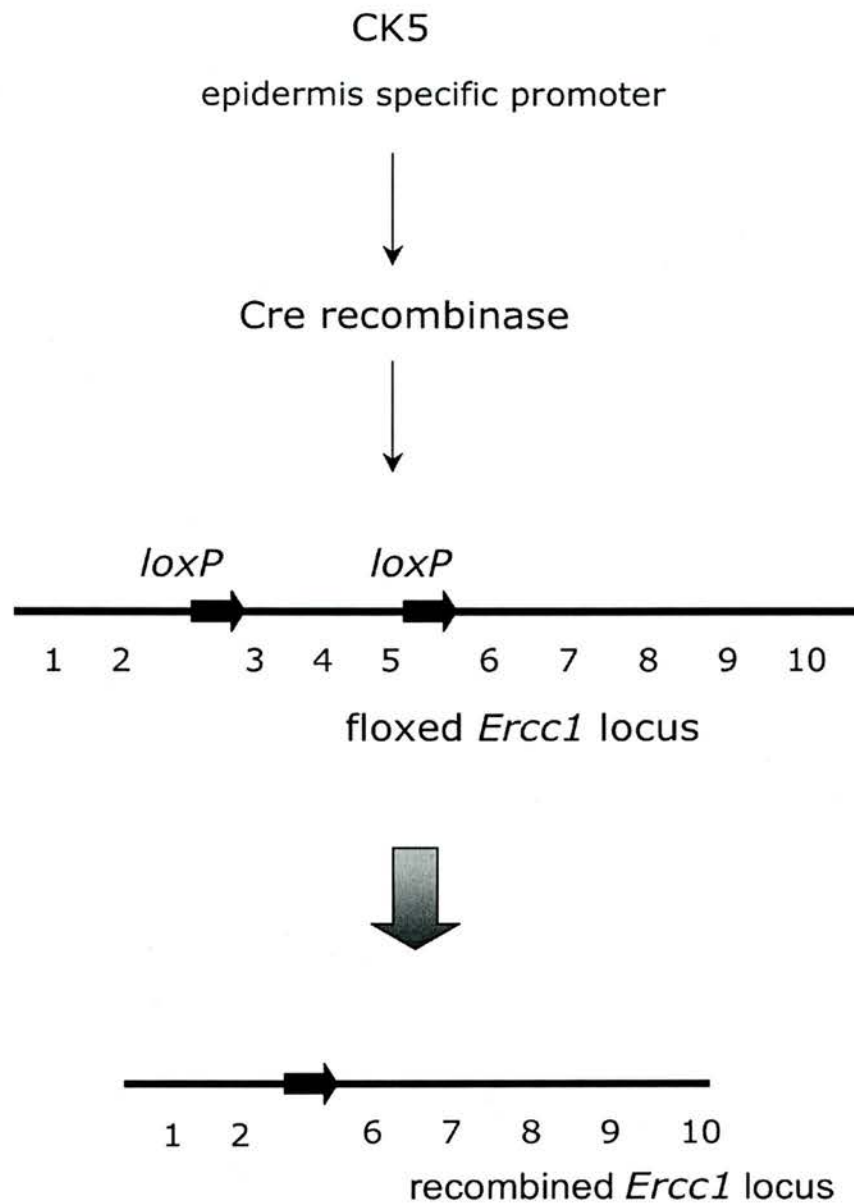 CK5
epidermis specific promoter
Cre recombinase
loxP loxP
1 2 3 4 5 6 7 8 9 10
floxed Ercc1 locus
1 2 6 7 8 9 10
recombined Ercc1 locus